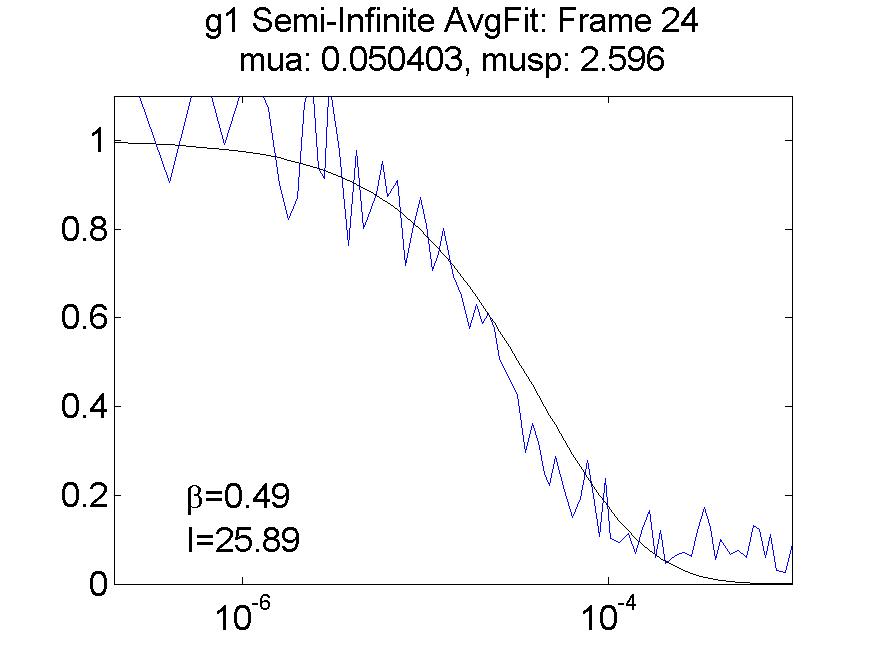 g1 Semi-Infinite AvgFit: Frame 24
mua: 0.050403, musp: 2.596
1
0.8
0.6
0.4
0.2
0
β=0.49
I=25.89
10^-6
10^-4